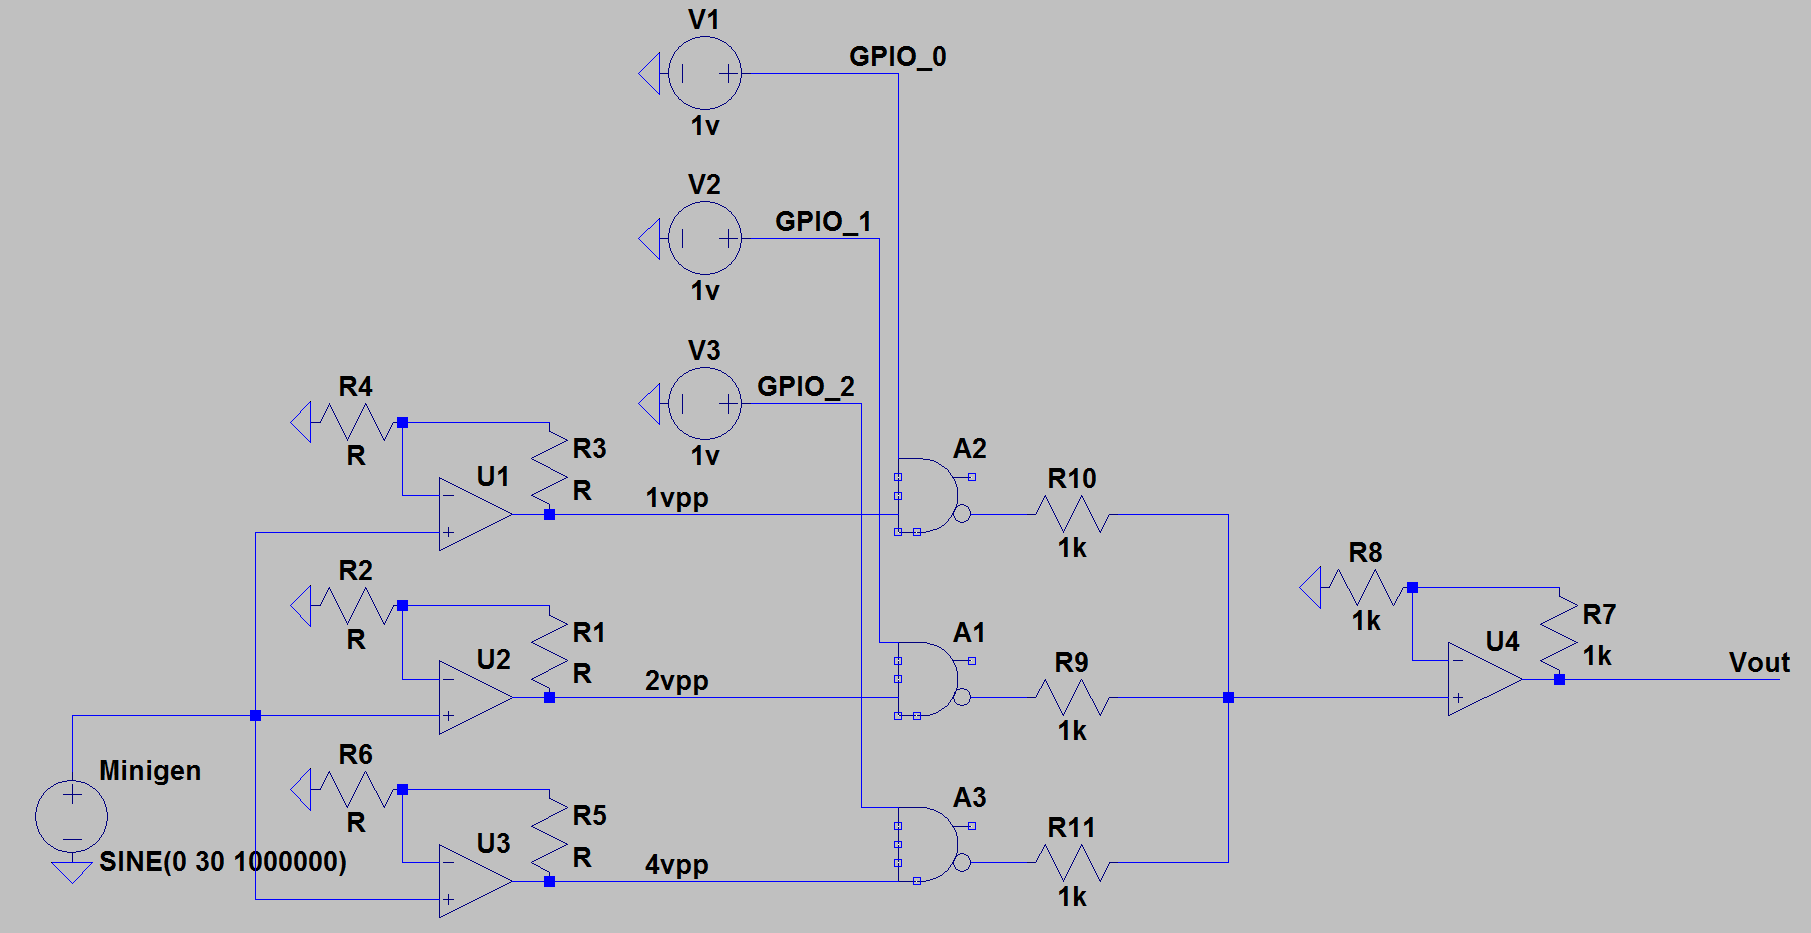 V1
GPIO_0
1v
V2
GPIO_1
1v
V3
GPIO_2
1v
R4
R
R3
R
U1
1vpp
A2
R10
1k
R2
R
R1
R
U2
2vpp
A1
R9
1k
R8
1k
R7
1k
U4
Vout
Minigen
SINE(0 30 1000000)
R6
R
R5
R
U3
4vpp
A3
R11
1k